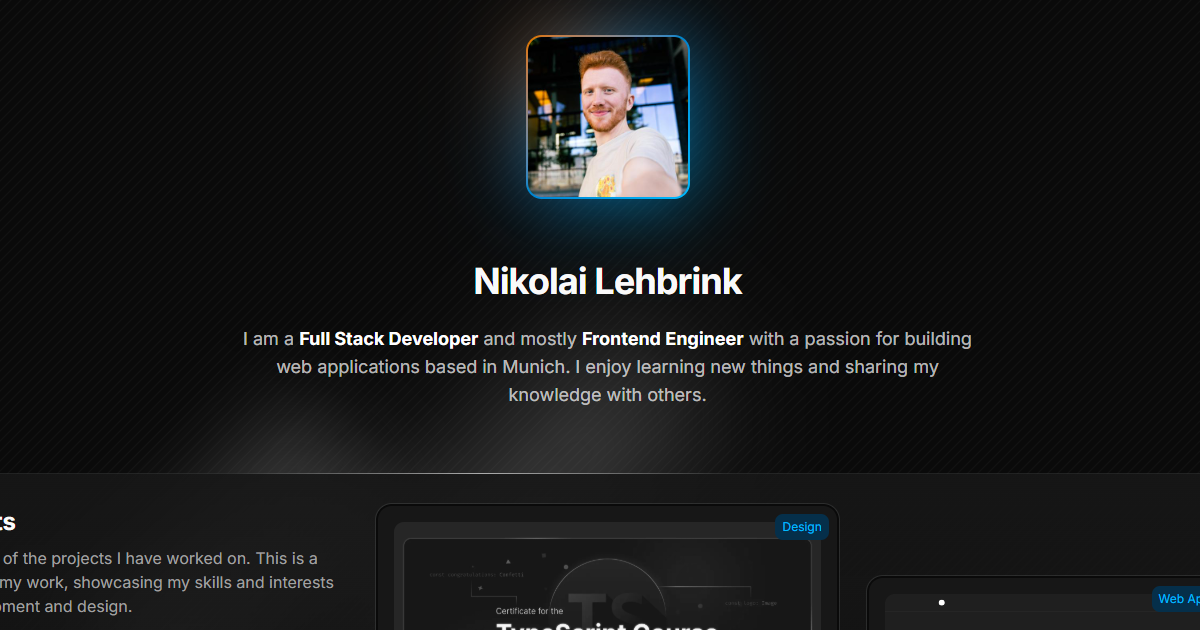 Nikolai Lehbrink
I am a Full Stack Developer and mostly Frontend Engineer with a passion for building
web applications based in Munich. I enjoy learning new things and sharing my
knowledge with others.
of the projects I have worked on. This is a
my work, showcasing my skills and interests
and design.
Design
Certificate for the
TypeScript Course
TS
Web